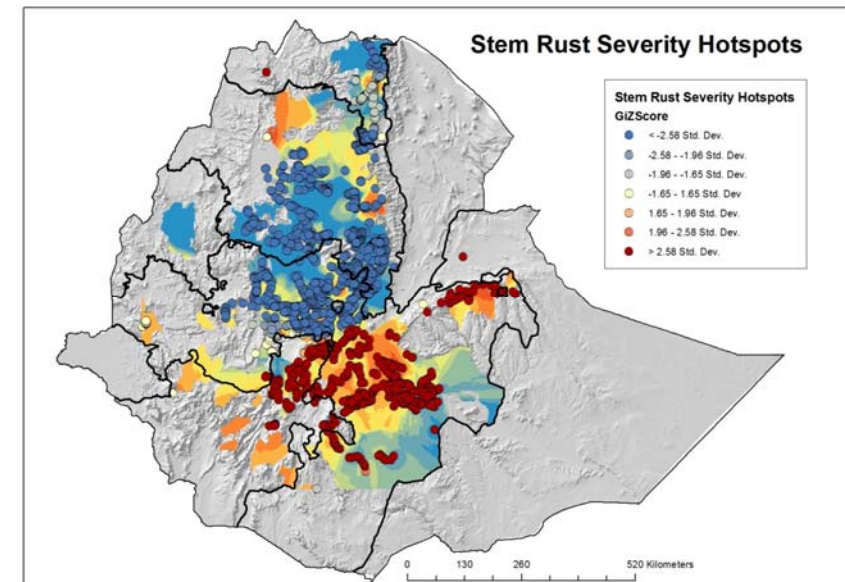 Stem Rust Severity Hotspots
Stem Rust Severity Hotspots
GiZScore
< -2.58 Std. Dev.
-2.58 - -1.96 Std. Dev.
-1.96 - -1.65 Std. Dev.
-1.65 - 1.65 Std. Dev
1.65 - 1.96 Std. Dev.
1.96 - 2.58 Std. Dev.
> 2.58 Std. Dev.
0 130 260 520 Kilometers